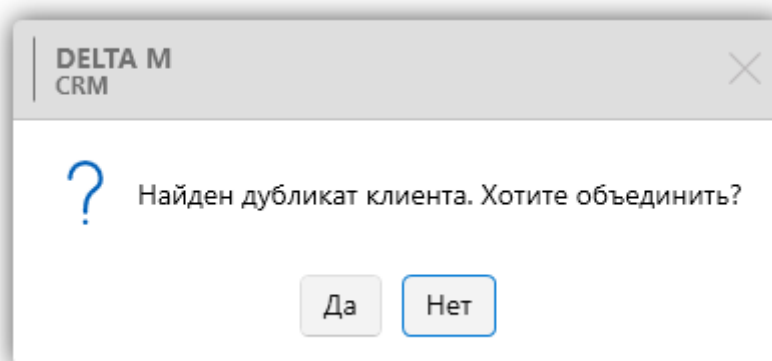 DELTA M
CRM
Найден дубликат клиента. Хотите объединить?
Да
Нет